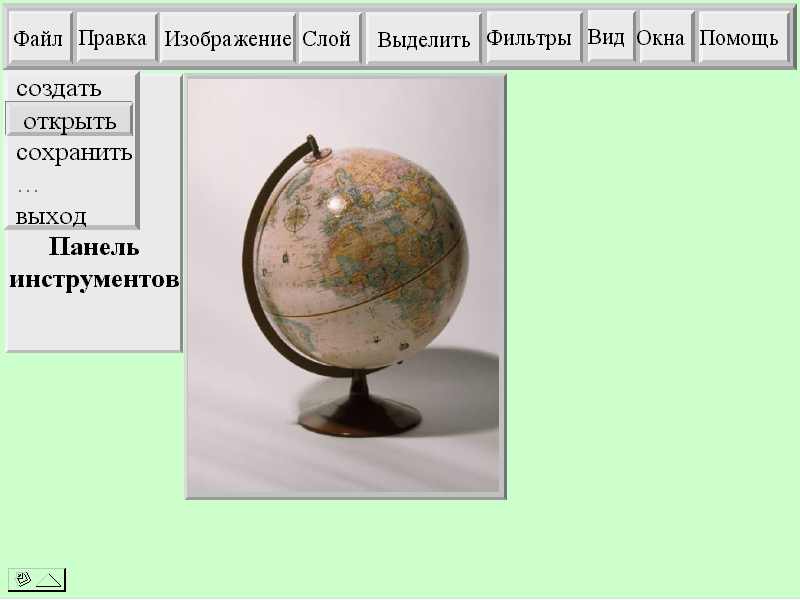 Файл Правка Изображение Слой Выделить Фильтры Вид Окна Помощь
создать
открыть
сохранить
...
выход
Панель
инструментов